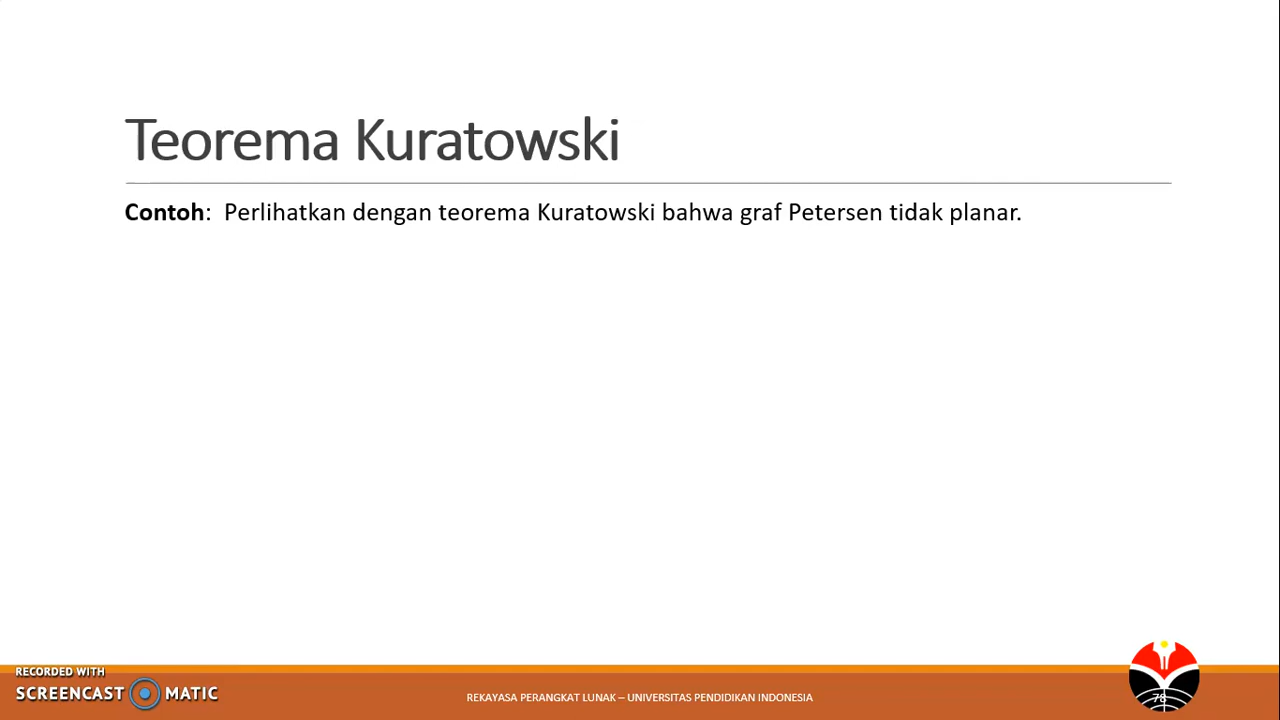 Teorema Kuratowski
Contoh: Perlihatkan dengan teorema Kuratowski bahwa graf Petersen tidak planar.
RECORDED WITH
SCREENCAST MATIC
REKAYASA PERANGKAT LUNAK – UNIVERSITAS PENDIDIKAN INDONESIA
78